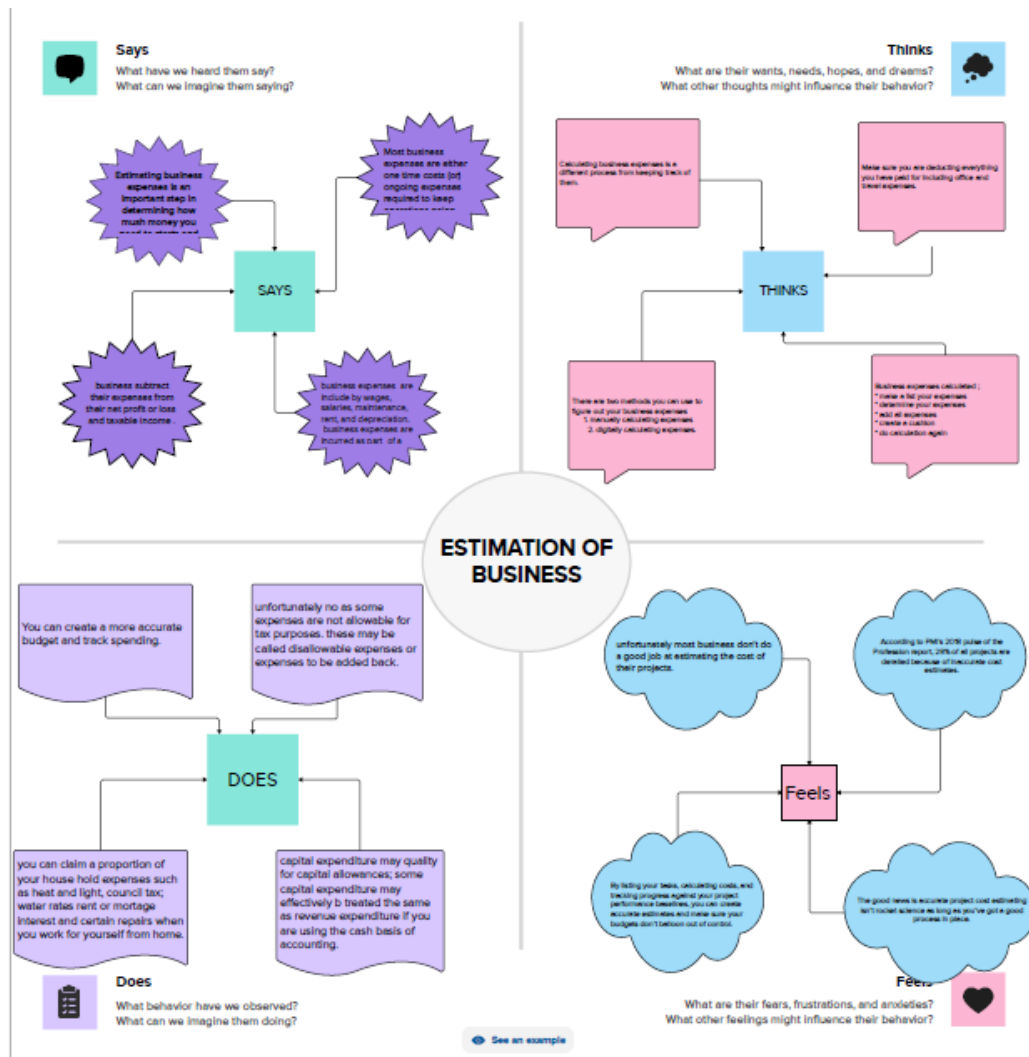 Says
What have we heard them say?
What can we imagine them saying?
Thinks
What are their wants, needs, hopes, and dreams?
What other thoughts might influence their behavior?
Estimating business
expenses is an
important step in
determining how
mush money you
need to starts and
Most business
expenses are either
one time costs (or)
ongoing expenses
required to keep
operations going
SAYS
business subtract
their expenses from
their net profit or loss
and taxable income .
business expenses are
include by wages,
salaries, maintenance,
rent, and depreciation.
business expenses are
incurred as part of a
Calculating business expenses is a
different process from keeping track of
them.
Make sure you are deducting everything
you have paid for including office and
travel expenses.
THINKS
There are two methods you can use to
figure out your business expenses
1. manually calculating expenses
2. digitally calculating expenses.
Business expenses calculated ;
* make a list your expenses
* determine your expenses
* add all expenses
* create a cushion
* do calculation again
ESTIMATION OF
BUSINESS
You can create a more accurate
budget and track spending.
unfortunately no as some
expenses are not allowable for
tax purposes. these may be
called disallowable expenses or
expenses to be added back.
DOES
you can claim a proportion of
your house hold expenses such
as heat and light, council tax;
water rates rent or mortage
interest and certain repairs when
you work for yourself from home.
capital expenditure may quality
for capital allowances; some
capital expenditure may
effectively b treated the same
as revenue expenditure if you
are using the cash basis of
accounting.
unfortunately most business don't do
a good job at estimating the cost of
their projects.
According to PMI's 2018 pulse of the
Profession report, 28% of all projects are
derailed because of inaccurate cost
estimates.
Feels
By listing your tasks, calculating costs, and
tracking progress against your project
performance baselines, you can create
accurate estimates and make sure your
budgets don't balloon out of control.
The good news is accurate project cost estimating
isn't rocket science as long as you've got a good
process in place.
Does
What behavior have we observed?
What can we imagine them doing?
Feels
What are their fears, frustrations, and anxieties?
What other feelings might influence their behavior?
See an example